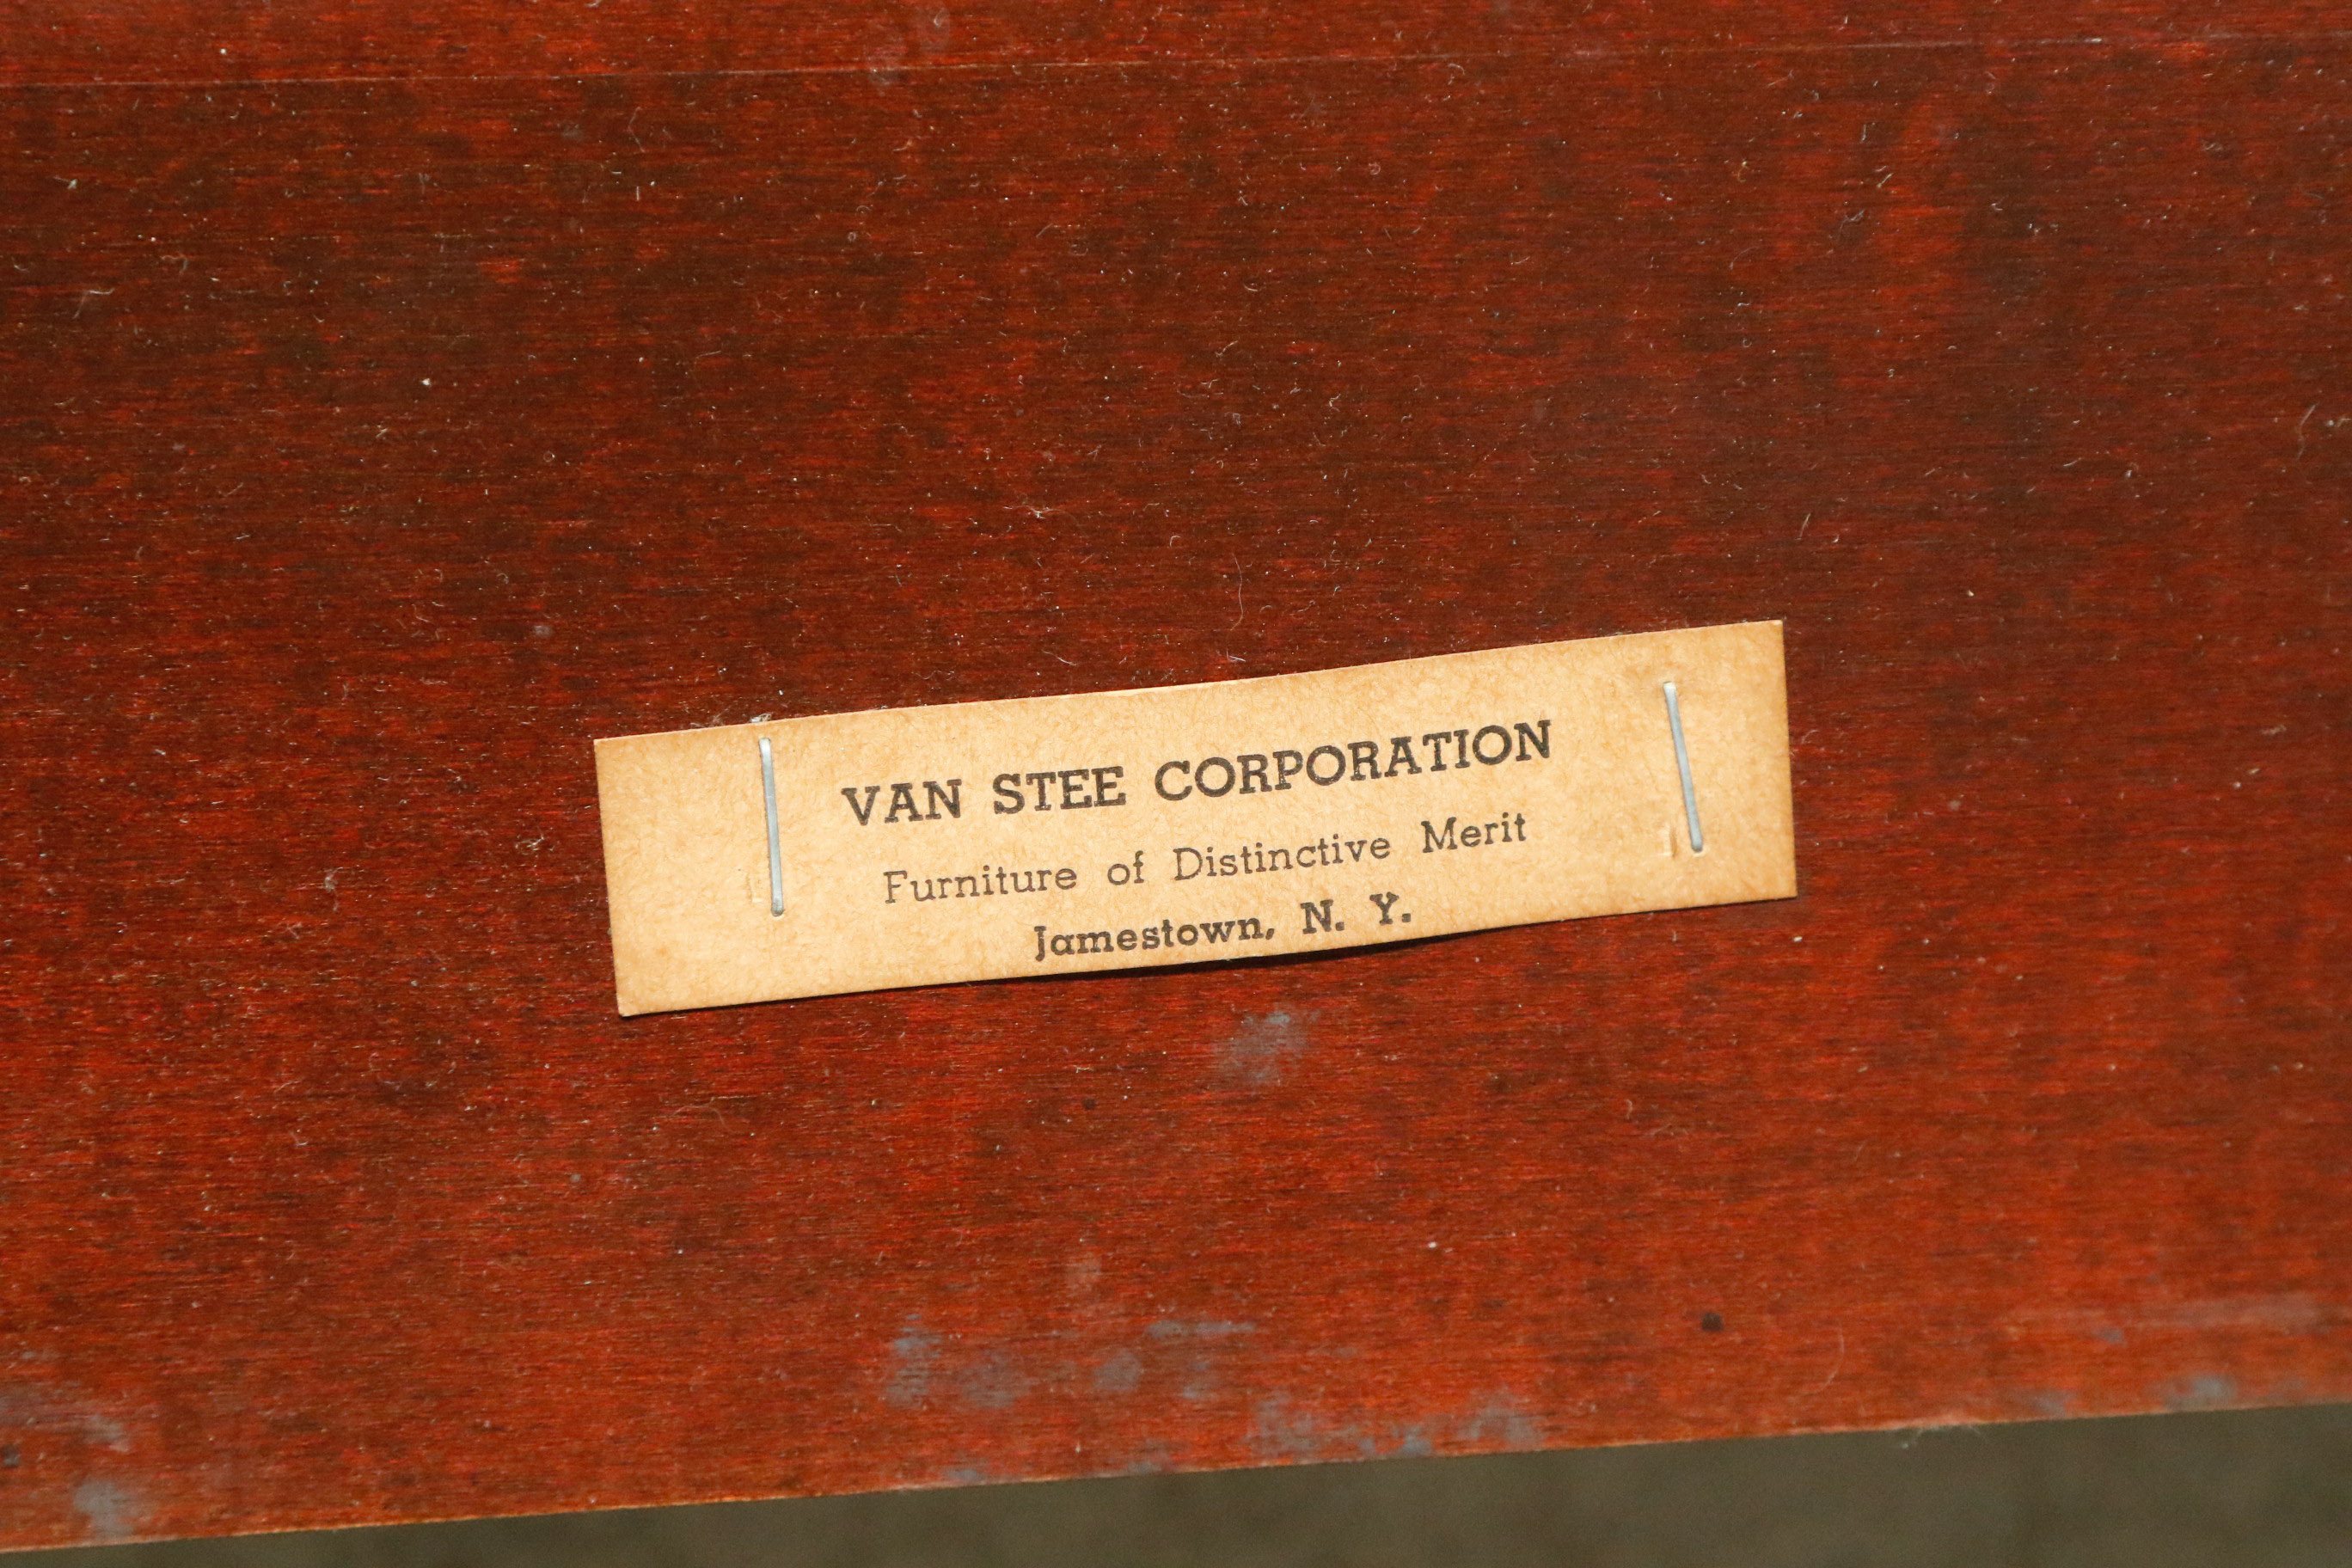 VAN STEE CORPORATION
Furniture of Distinctive Merit
Jamestown, N. Y.